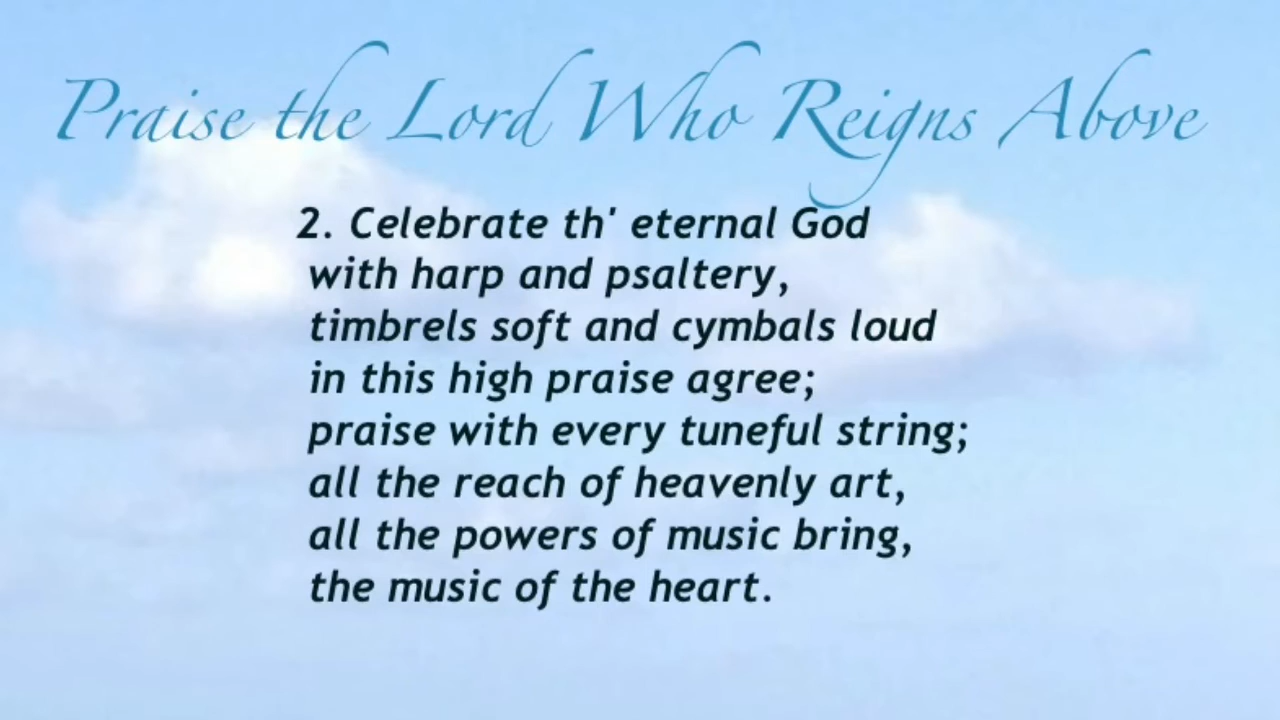 Praise the Lord Who Reigns Above
2. Celebrate th' eternal God
with harp and psaltery,
timbrels soft and cymbals loud
in this high praise agree;
praise with every tuneful string;
all the reach of heavenly art,
all the powers of music bring,
the music of the heart.